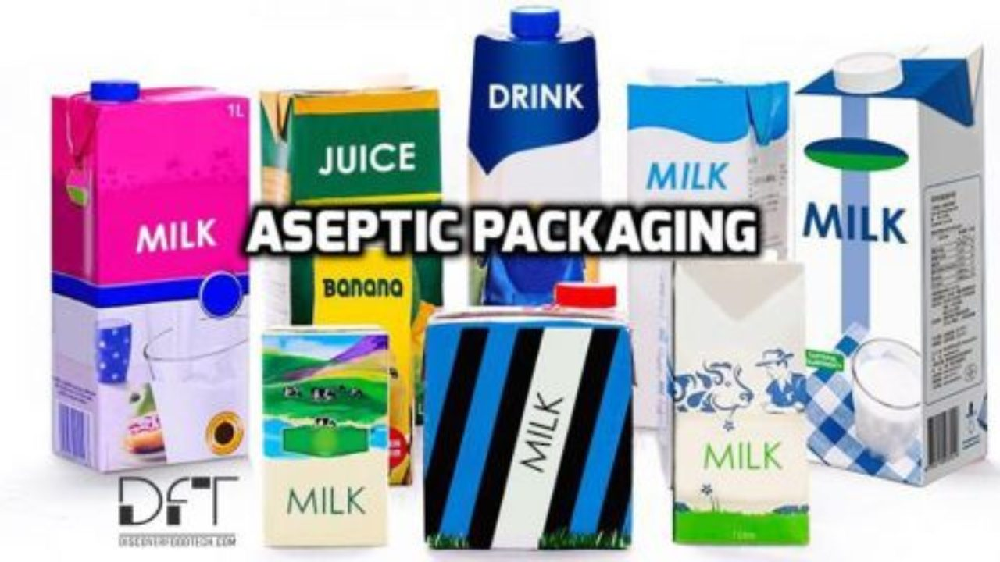 DRINK
1L
JUICE
MILK
MILK
MILK
ASEPTIC PACKAGING
Banana
MILK
MILK
MILK
DFT
DISCOVERFOODTECH.COM